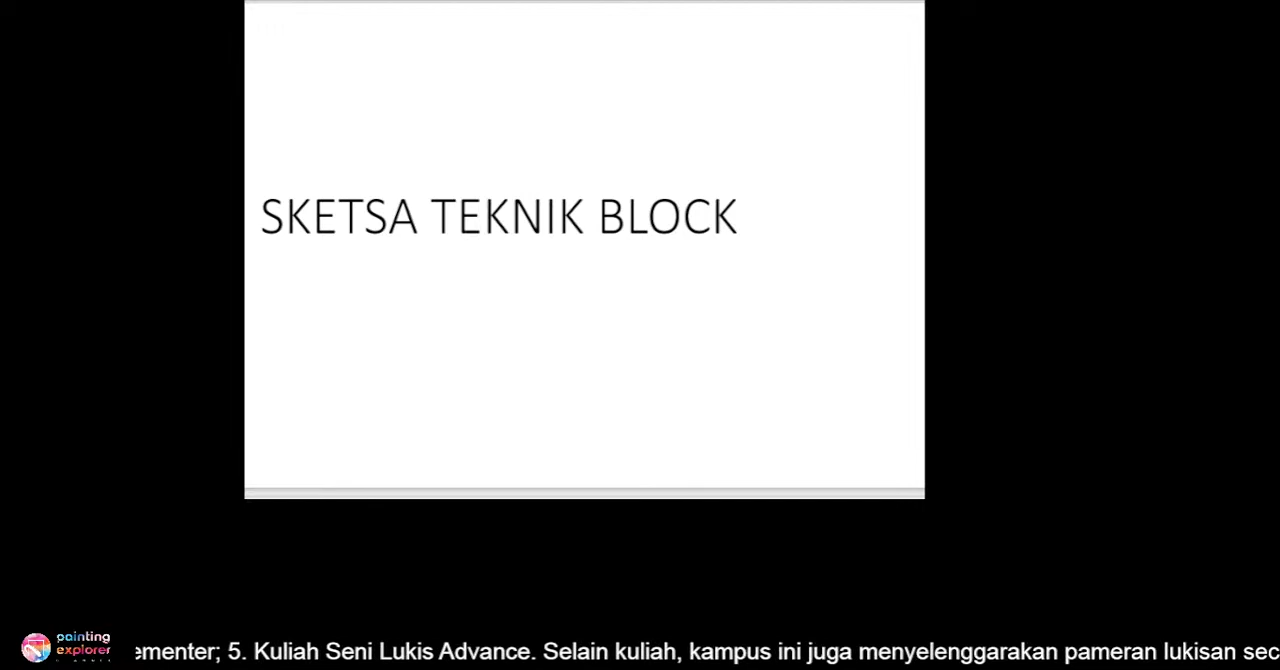 SKETSA TEKNIK BLOCK
painting
explorer
ementer; 5. Kuliah Seni Lukis Advance. Selain kuliah, kampus ini juga menyelenggarakan pameran lukisan sec